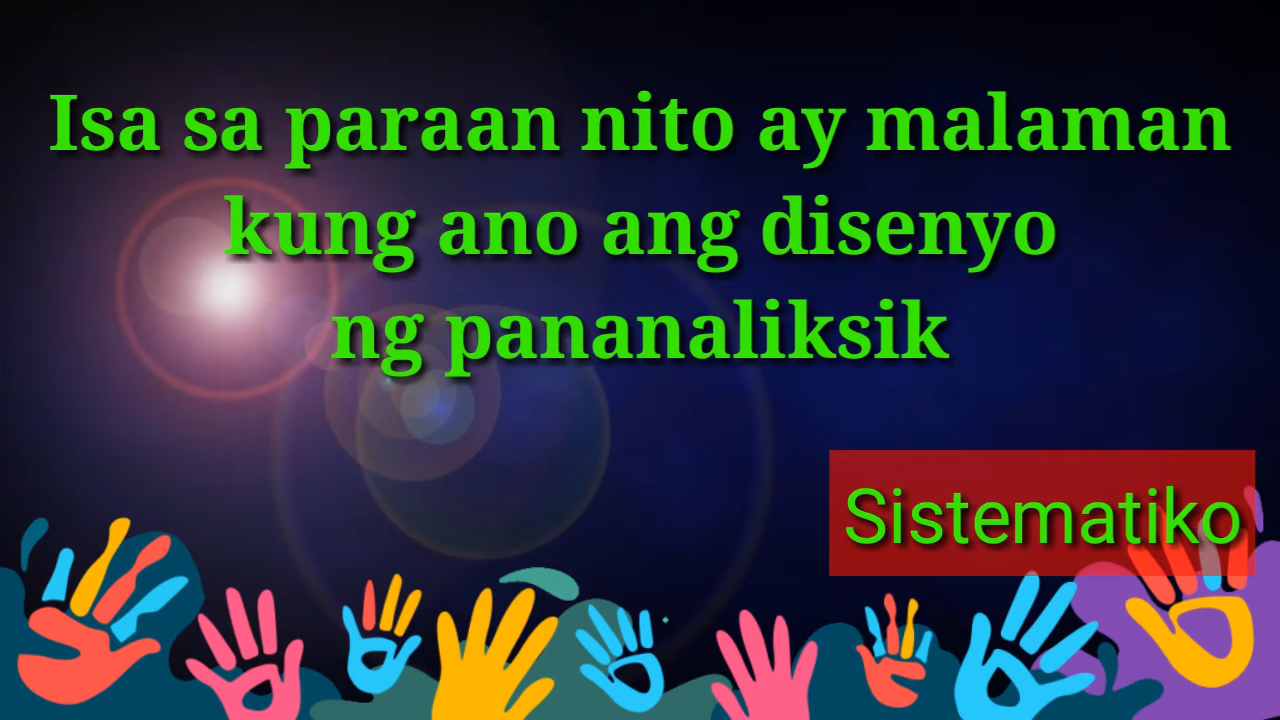 Isa sa paraan nito ay malaman
kung ano ang disenyo
ng pananaliksik
Sistematiko